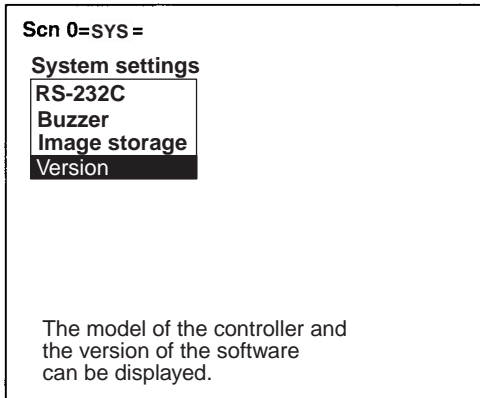 Scn 0=SYS=
System settings
RS-232C
Buzzer
Image storage
Version
The model of the controller and
the version of the software
can be displayed.